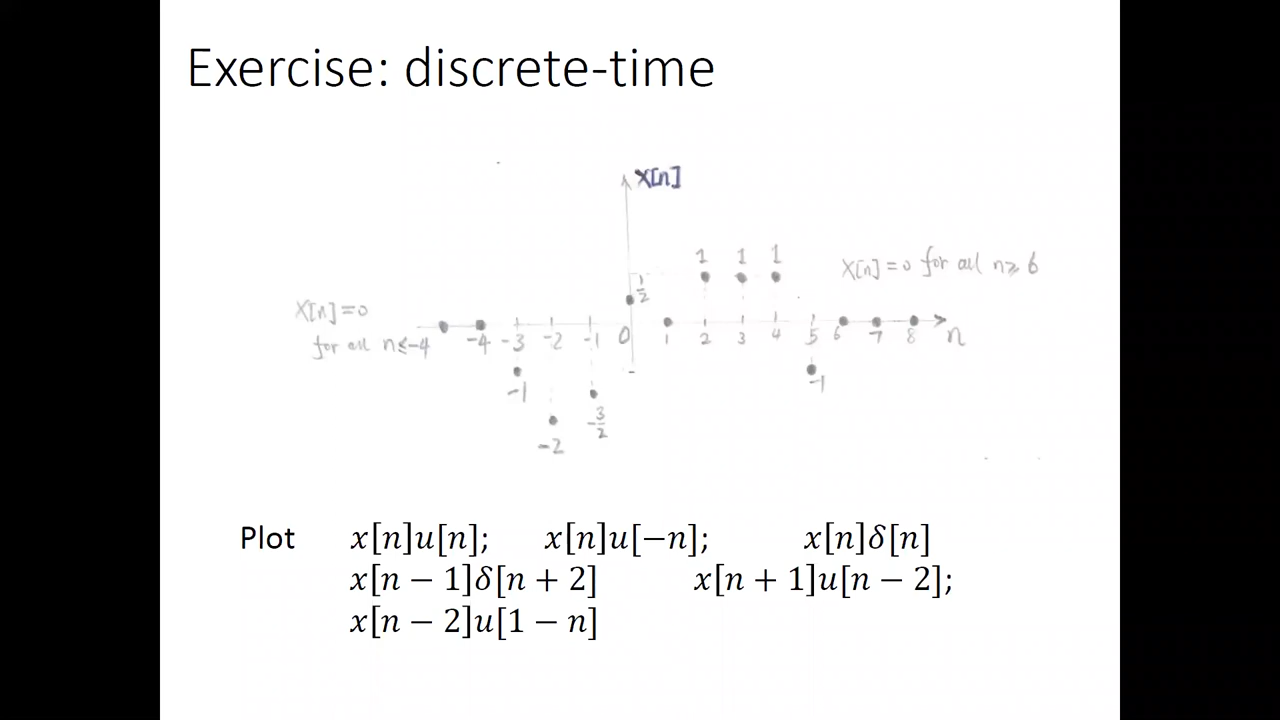 Exercise: discrete-time
x[n]
1 1 1
x[n]=0 for all n≥6
1/2
x[n]=0
for all n≤-4
-4 -3 -2 -1 0 1 2 3 4 5 6 7 8 n
-1
-1
-3/2
-2
Plot x[n]u[n]; x[n]u[−n]; x[n]δ[n]
x[n − 1]δ[n + 2] x[n + 1]u[n − 2];
x[n − 2]u[1 − n]